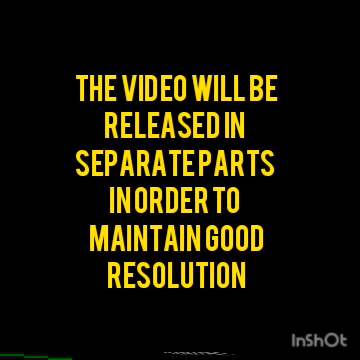 THE VIDEO WILL BE
RELEASED IN
SEPARATE PARTS
IN ORDER TO
MAINTAIN GOOD
RESOLUTION
InShOt